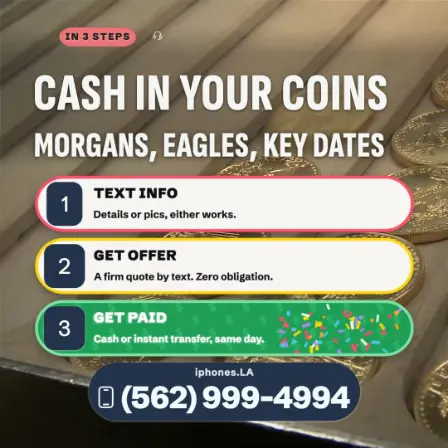 IN 3 STEPS
CASH IN YOUR COINS
MORGANS, EAGLES, KEY DATES
1
TEXT INFO
Details or pics, either works.
2
GET OFFER
A firm quote by text. Zero obligation.
3
GET PAID
Cash or instant transfer, same day.
iphones.LA
(562) 999-4994